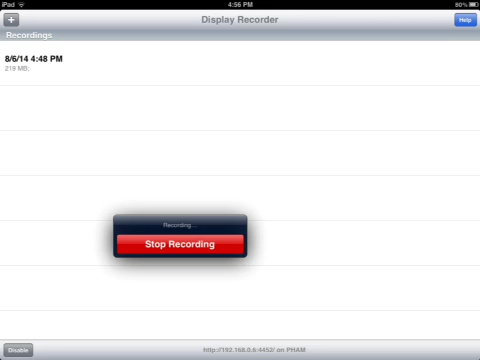 iPad 4:56 PM 80%
+ Display Recorder Help
Recordings
8/6/14 4:48 PM
219 MB;
Recording...
Stop Recording
Disable http://192.168.0.6:4452/ on PHAM